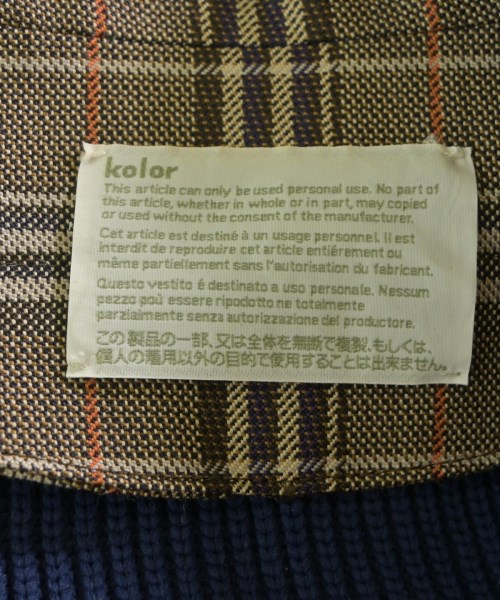 kolor
This article can only be used personal use. No part of
this article, whether in whole or in part, may copied
or used without the consent of the manufacturer.
Cet article est destiné à un usage personnel. Il est
interdit de reproduire cet article entiérement ou
même partiellement sans l'autorisation du fabricant.
Questo vestito é destinato a uso personale. Nessum
pezzo poù essere ripodotto ne totalmente
parzialmente senza autorizzazione del productore.
この製品の一部、又は全体を無断で複製、もしくは、
個人の着用以外の目的で使用することは出来ません。